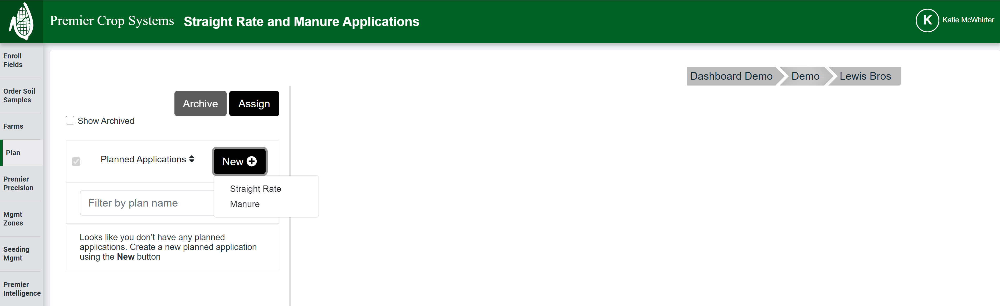 Premier Crop Systems Straight Rate and Manure Applications
K Katie McWhirter
Enroll
Fields
Order Soil
Samples
Farms
Plan
Premier
Precision
Mgmt
Zones
Seeding
Mgmt
Premier
Intelligence
Dashboard Demo Demo Lewis Bros
Archive Assign
Show Archived
Planned Applications New
Straight Rate
Manure
Filter by plan name
Looks like you don’t have any planned
applications. Create a new planned application
using the New button